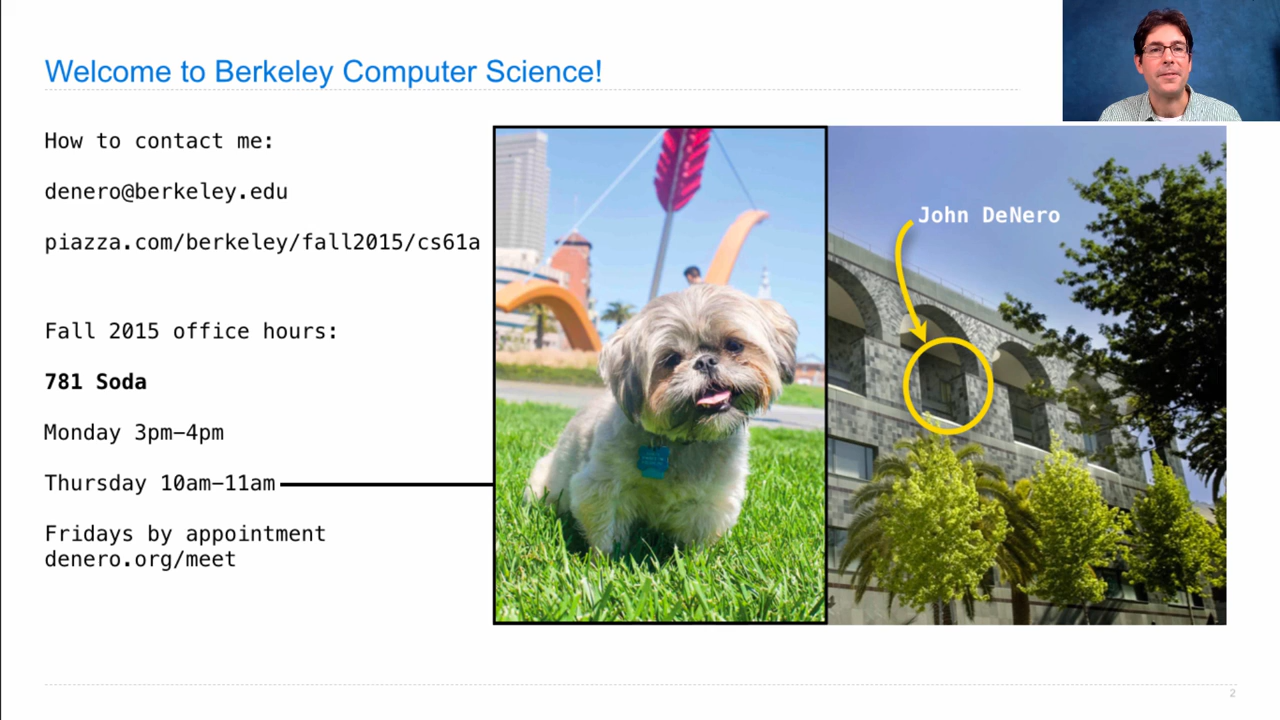 Welcome to Berkeley Computer Science!
How to contact me:
denero@berkeley.edu
piazza.com/berkeley/fall2015/cs61a
Fall 2015 office hours:
781 Soda
Monday 3pm–4pm
Thursday 10am–11am
Fridays by appointment
denero.org/meet
John DeNero
2